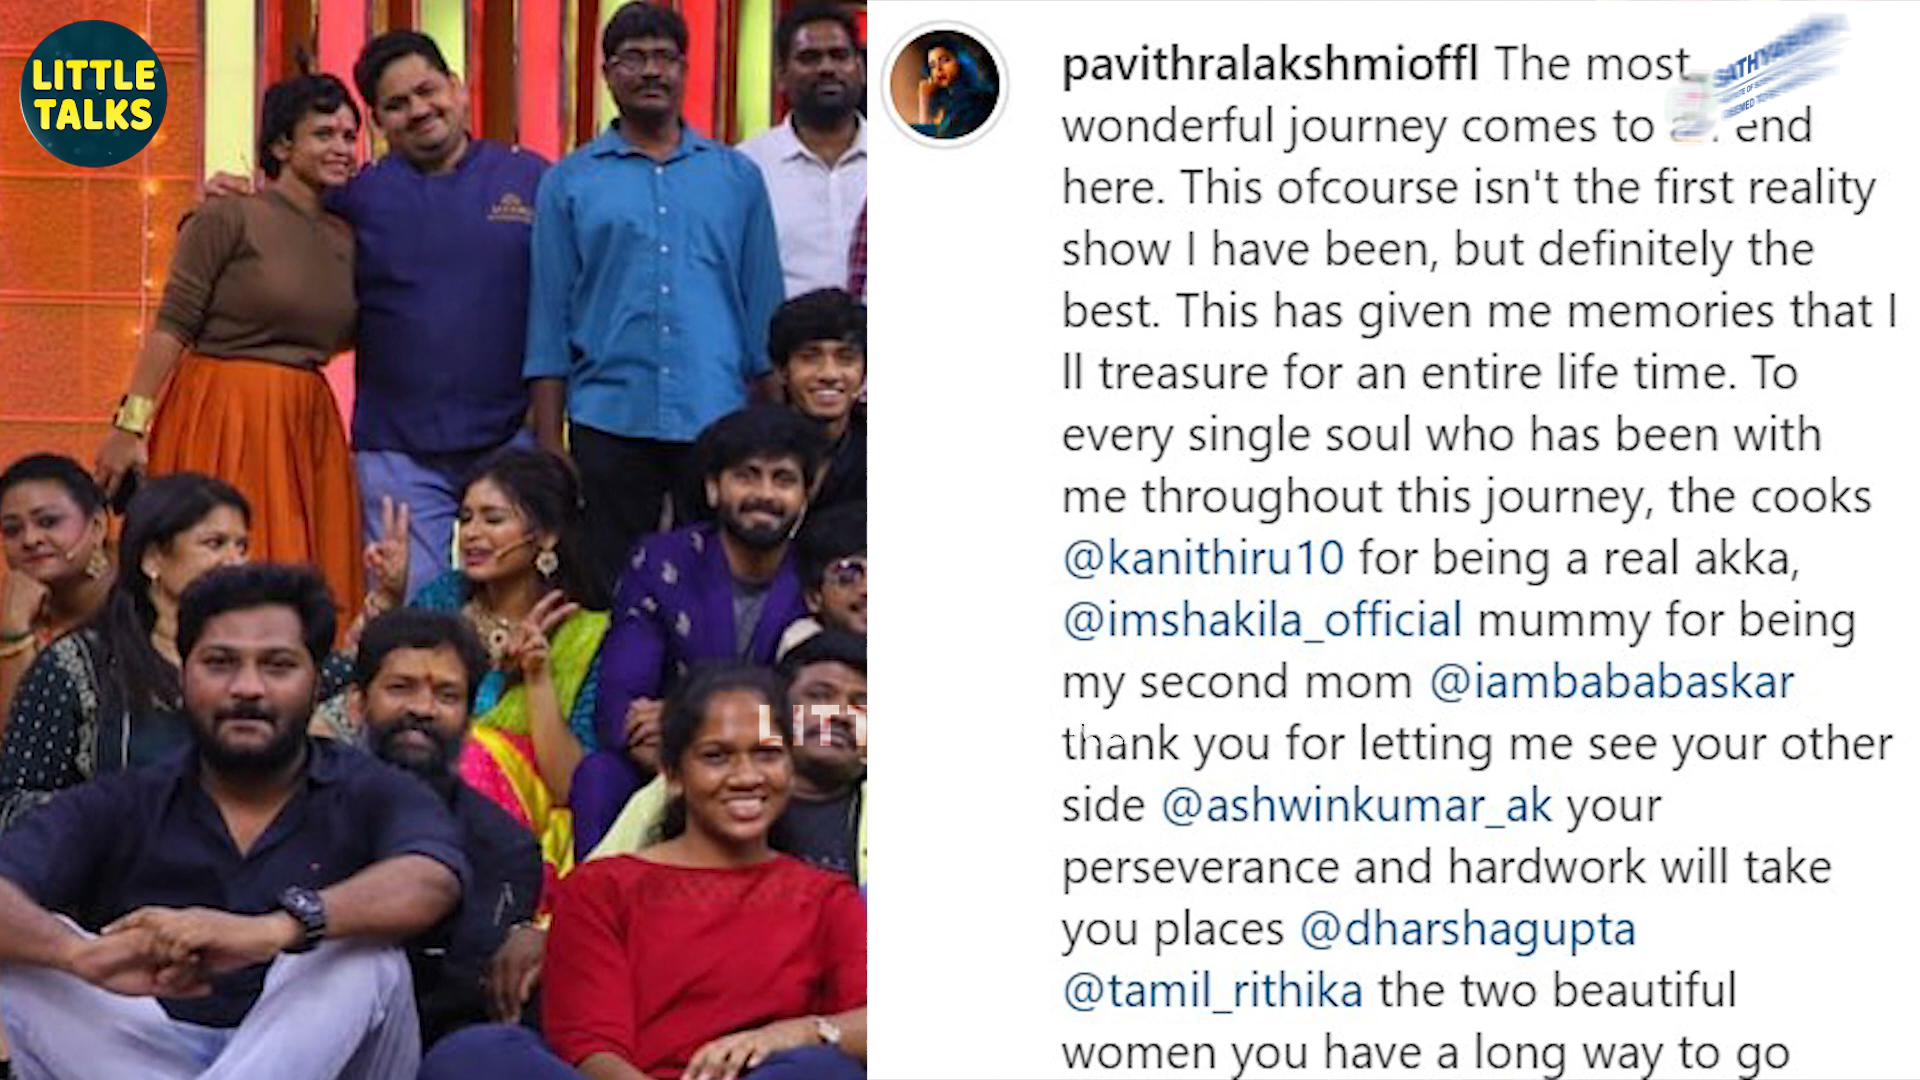 LITTLE
TALKS
pavithralakshmioffl The most
wonderful journey comes to end
here. This ofcourse isn't the first reality
show I have been, but definitely the
best. This has given me memories that I
ll treasure for an entire life time. To
every single soul who has been with
me throughout this journey, the cooks
@kanithiru10 for being a real akka,
@imshakila_official mummy for being
my second mom @iambababaskar
thank you for letting me see your other
side @ashwinkumar_ak your
perseverance and hardwork will take
you places @dharshagupta
@tamil_rithika the two beautiful
women you have a long way to go
LITT